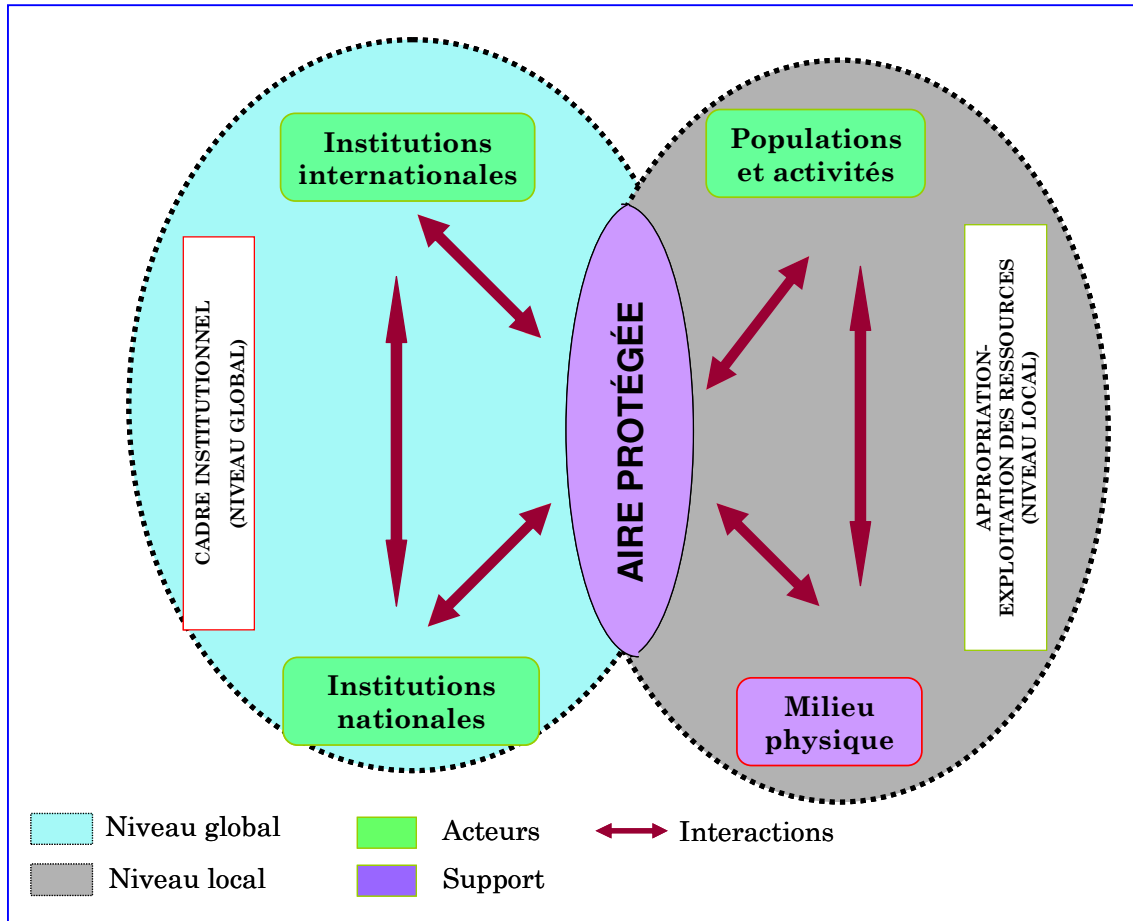 Institutions
internationales
Populations
et activités
CADRE INSTITUTIONNEL
(NIVEAU GLOBAL)
AIRE PROTÉGÉE
APPROPRIATION-
EXPLOITATION DES RESSOURCES
(NIVEAU LOCAL)
Institutions
nationales
Milieu
physique
Niveau global
Acteurs
Interactions
Niveau local
Support